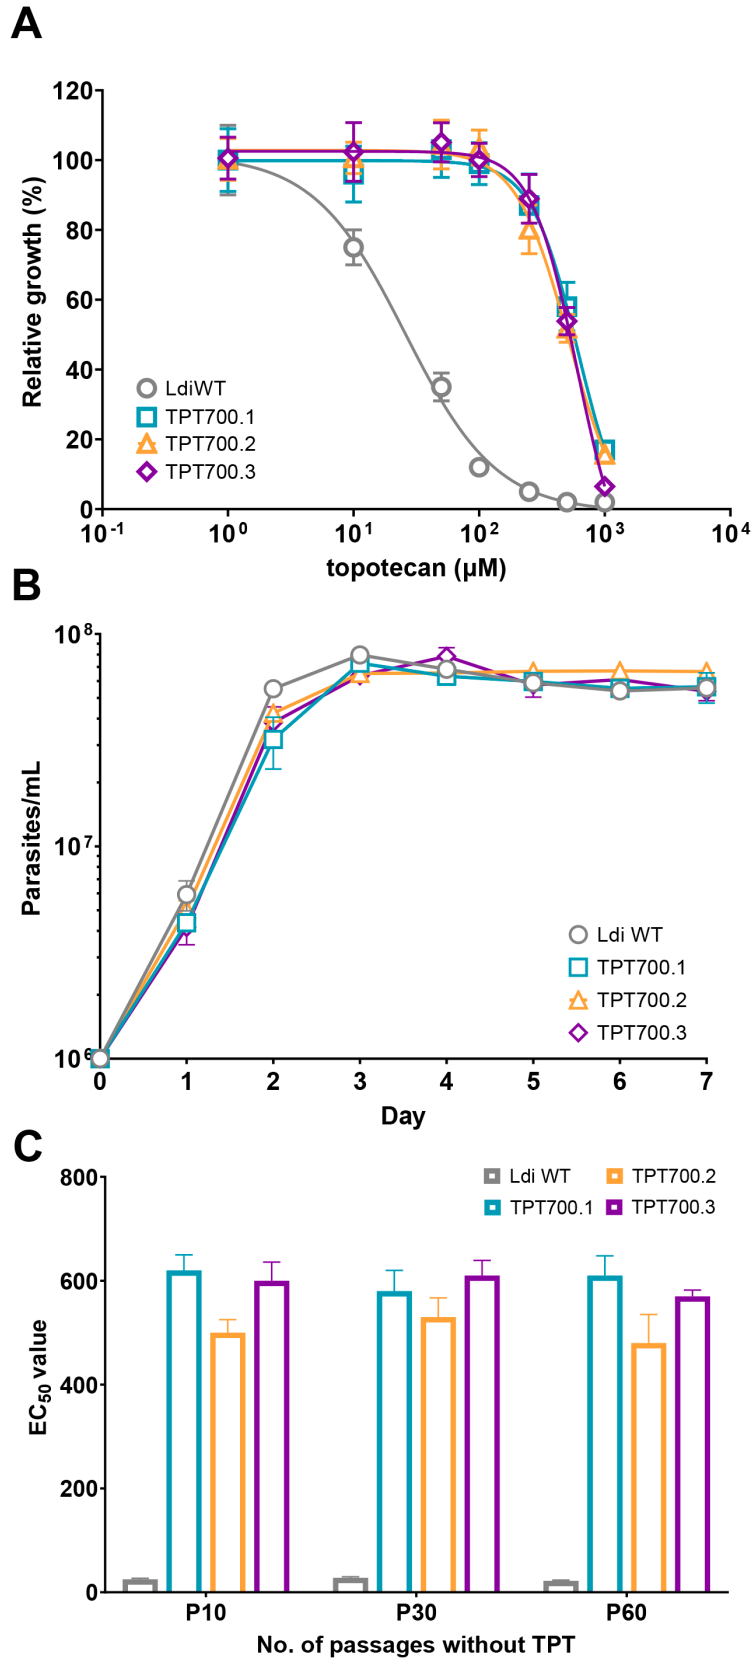 A
120
100
80
60
40
20
0
Relative growth (%)
LdiWT
TPT700.1
TPT700.2
TPT700.3
10⁻¹ 10⁰ 10¹ 10² 10³ 10⁴
topotecan (µM)
B
10⁸
10⁷
10⁶
Parasites/mL
Ldi WT
TPT700.1
TPT700.2
TPT700.3
0 1 2 3 4 5 6 7
Day
C
800
600
400
200
0
EC₅₀ value
Ldi WT TPT700.2
TPT700.1 TPT700.3
P10 P30 P60
No. of passages without TPT